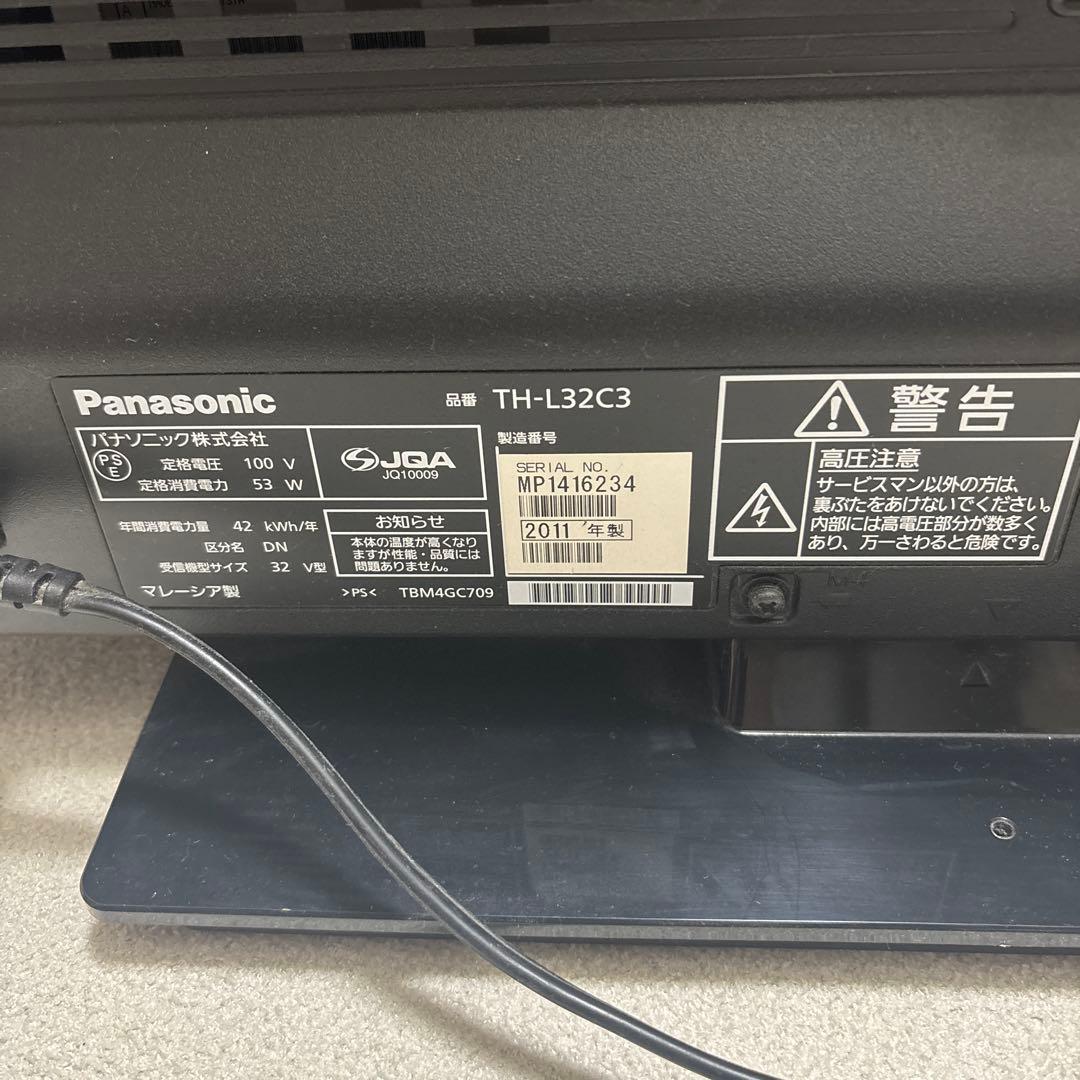 Panasonic
品番 TH-L32C3
パナソニック株式会社
PSE
定格電圧 100 V
定格消費電力 53 W
JQA
JQ10009
年間消費電力量 42 kWh/年
区分名 DN
受信機型サイズ 32 V型
お知らせ
本体の温度が高くなり
ますが性能・品質には
問題ありません。
マレーシア製
>PS< TBM4GC709
製造番号
SERIAL NO.
MP1416234
2011 年製
警告
高圧注意
サービスマン以外の方は、
裏ぶたをあけないでください。
内部には高電圧部分が数多く
あり、万一さわると危険です。
M4